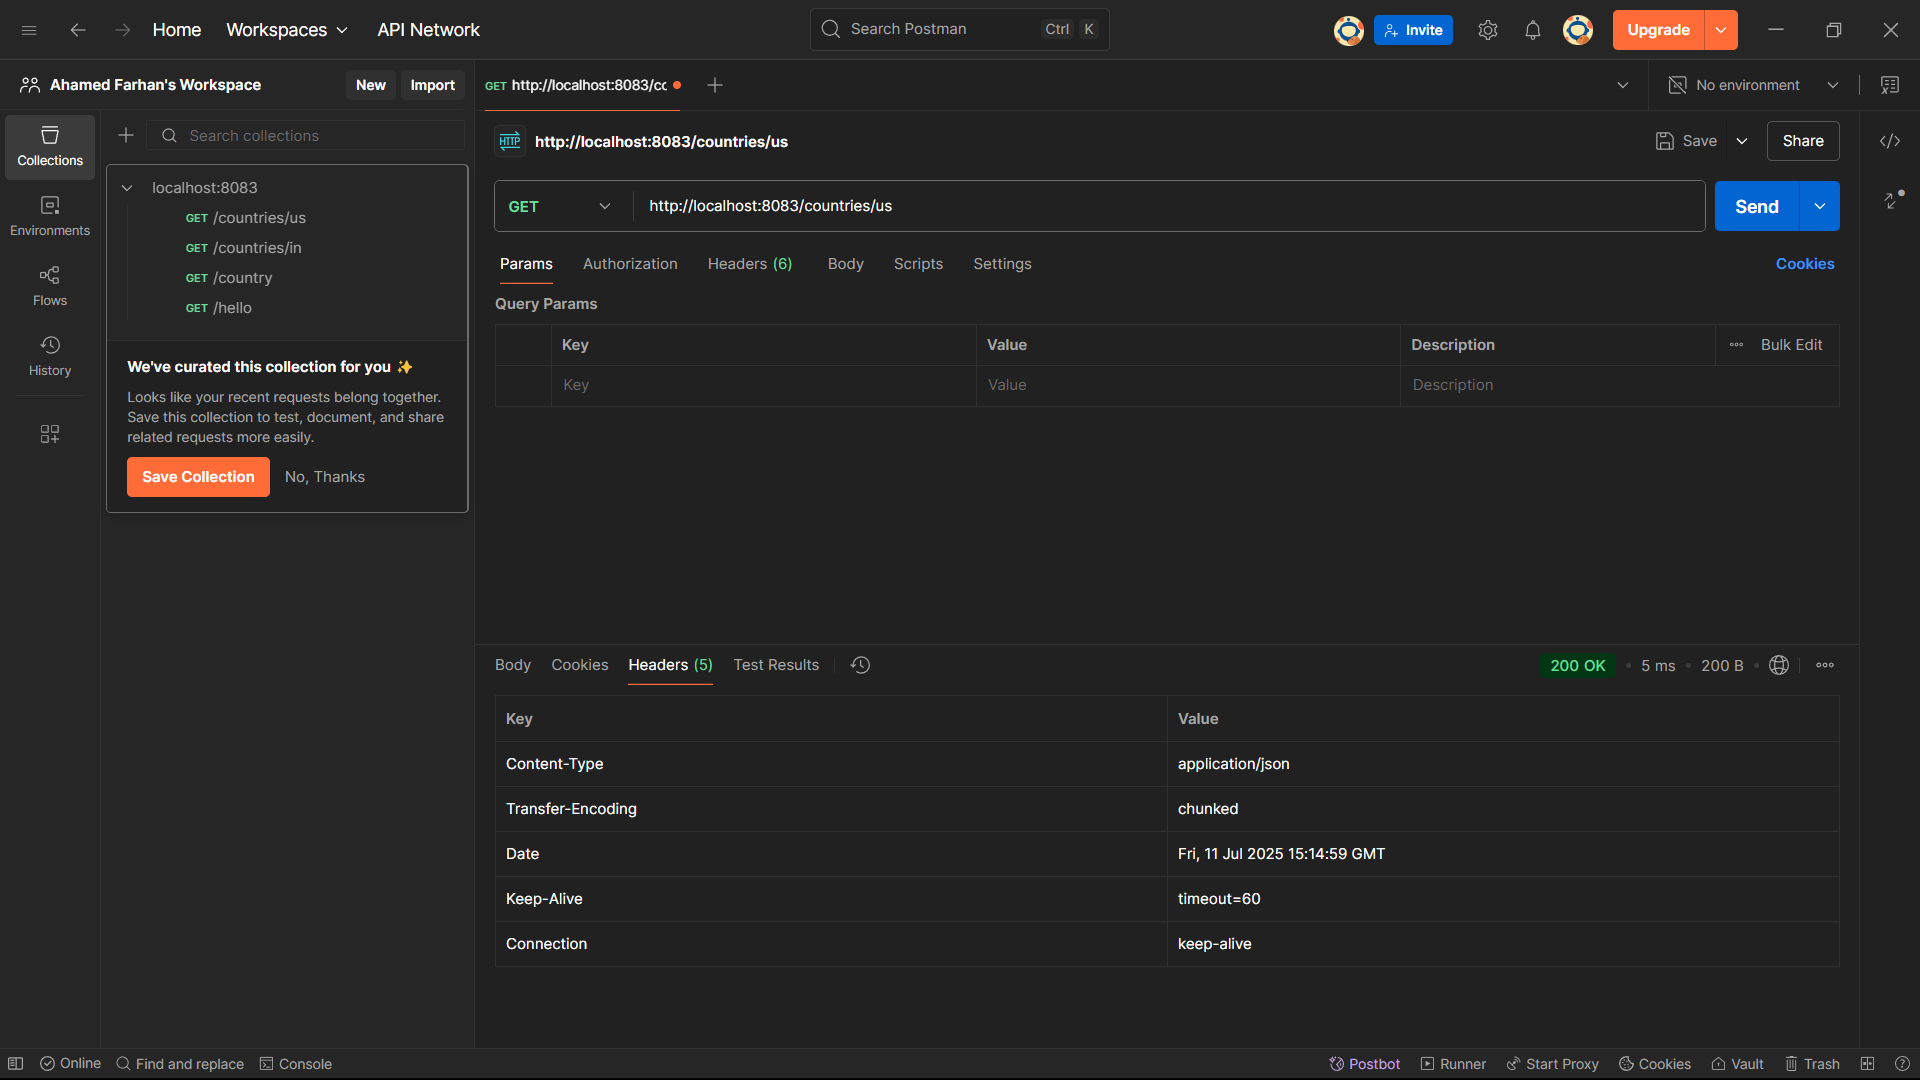 Home Workspaces API Network Search Postman Ctrl K Invite Upgrade
Ahamed Farhan's Workspace New Import GET http://localhost:8083/cc No environment
Collections Search collections HTTP http://localhost:8083/countries/us Save Share
localhost:8083
GET /countries/us
GET /countries/in
GET /country
GET /hello
Environments
Flows
History
We've curated this collection for you ✨
Looks like your recent requests belong together.
Save this collection to test, document, and share
related requests more easily.
Save Collection No, Thanks
GET http://localhost:8083/countries/us Send
Params Authorization Headers (6) Body Scripts Settings Cookies
Query Params
Key Value Description Bulk Edit
Key Value Description
Body Cookies Headers (5) Test Results 200 OK 5 ms 200 B
Key Value
Content-Type application/json
Transfer-Encoding chunked
Date Fri, 11 Jul 2025 15:14:59 GMT
Keep-Alive timeout=60
Connection keep-alive
Online Find and replace Console Postbot Runner Start Proxy Cookies Vault Trash